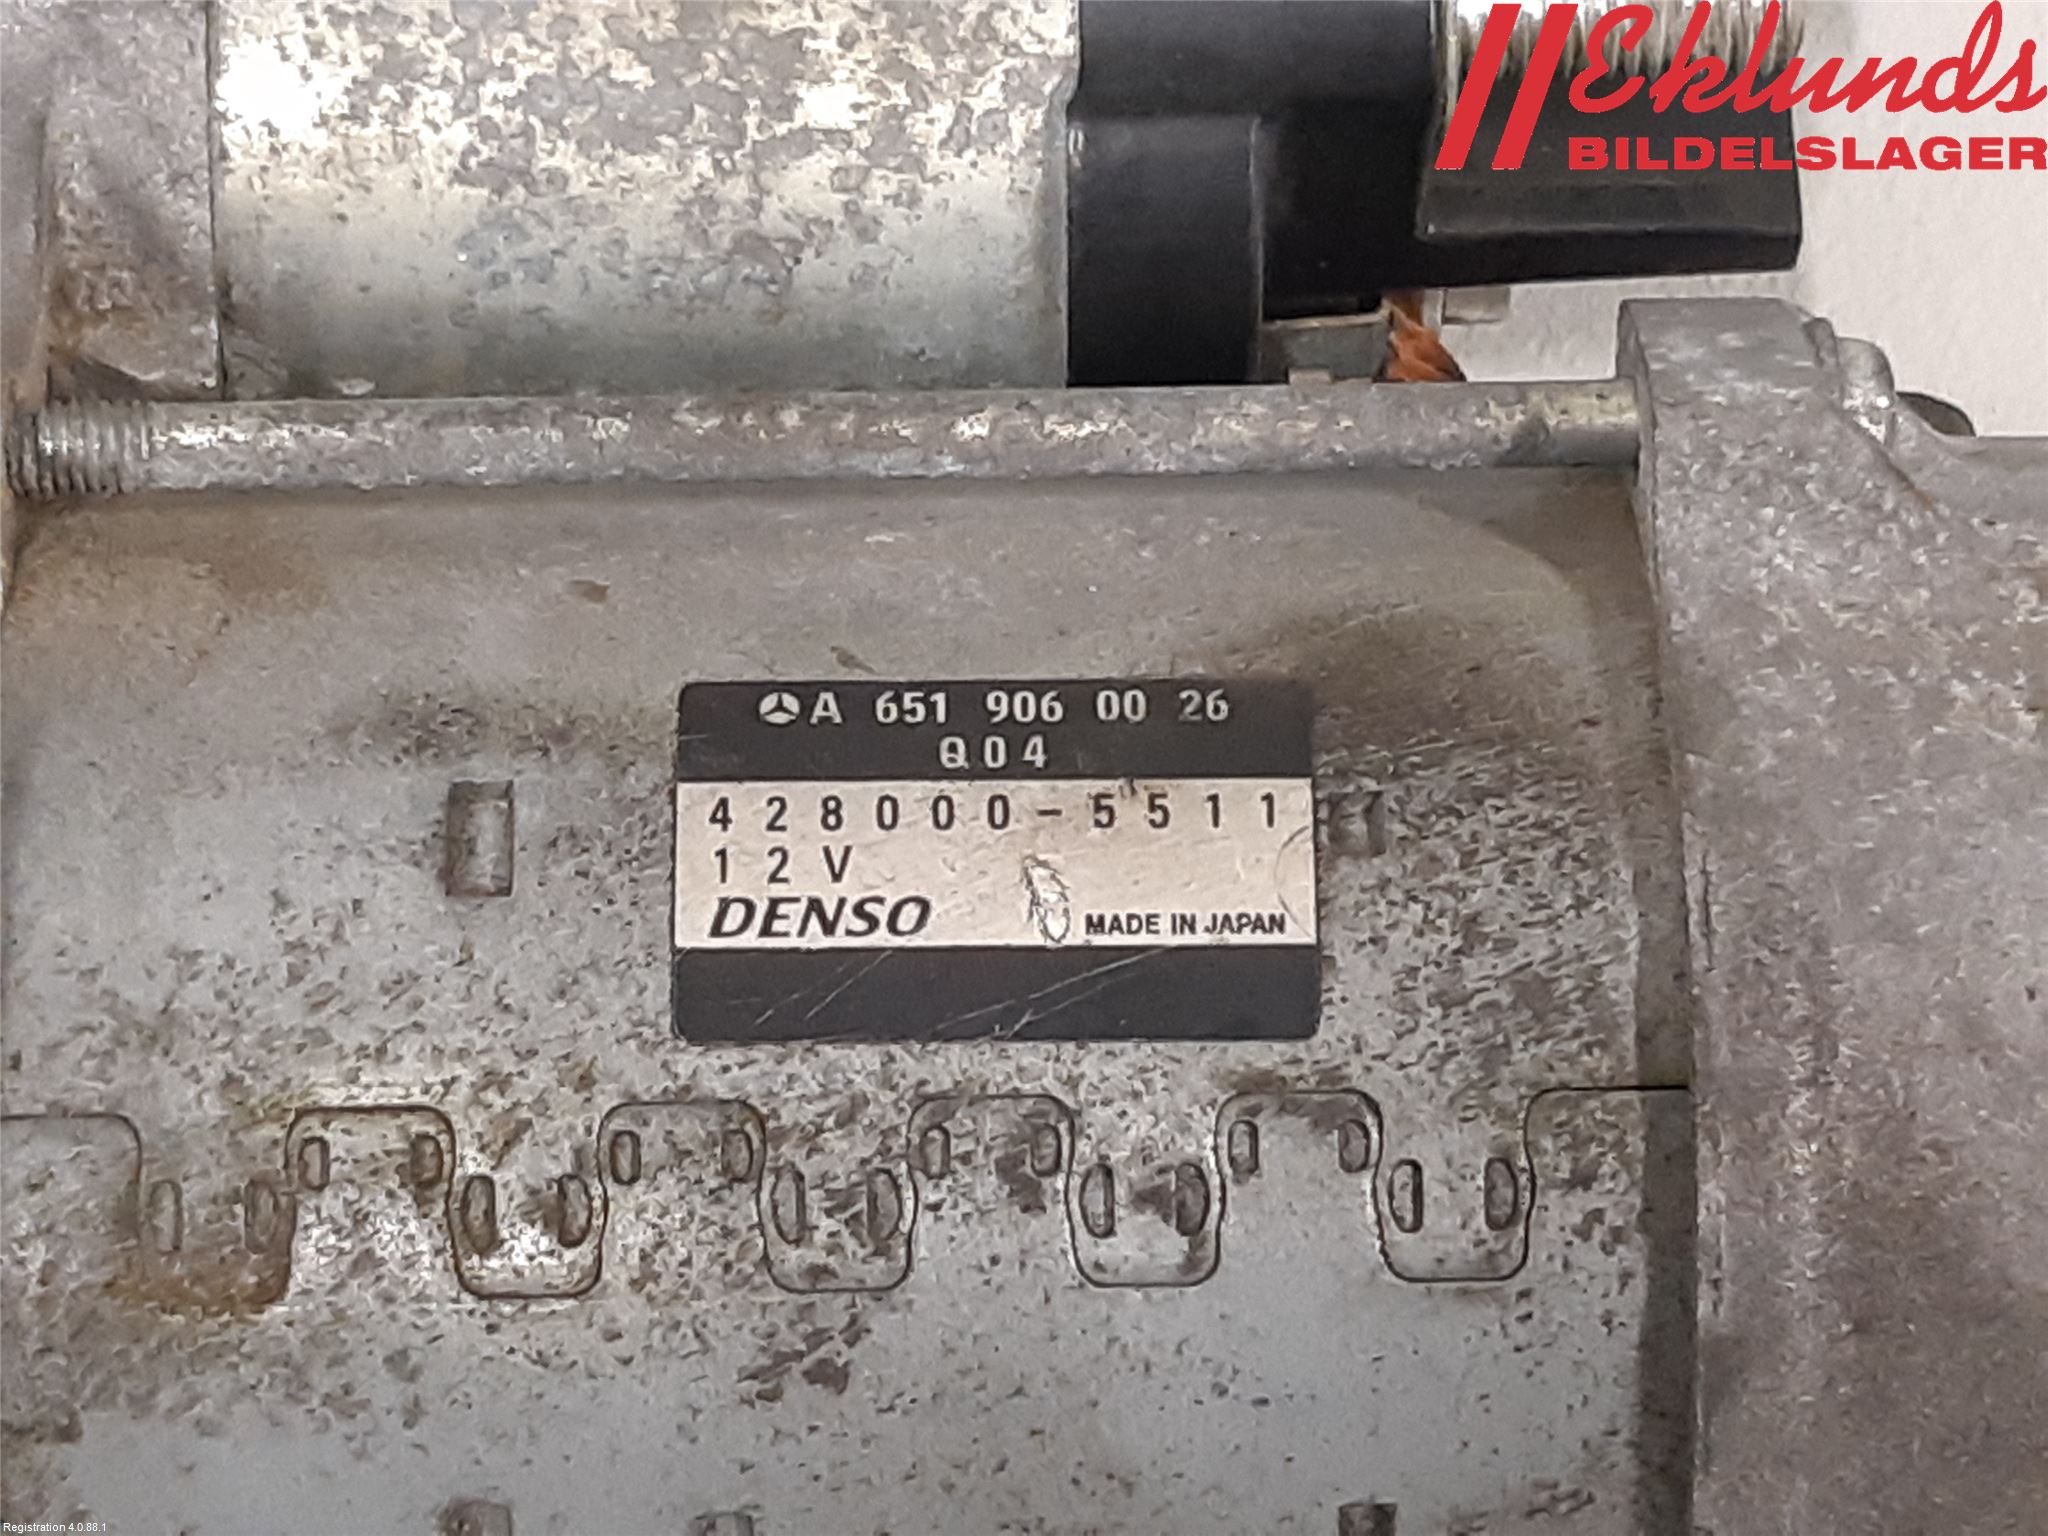 Eklunds
BILDELSLAGER
A 651 906 00 26
Q04
428000-5511
12V
DENSO MADE IN JAPAN
Registration 4.0.88.1